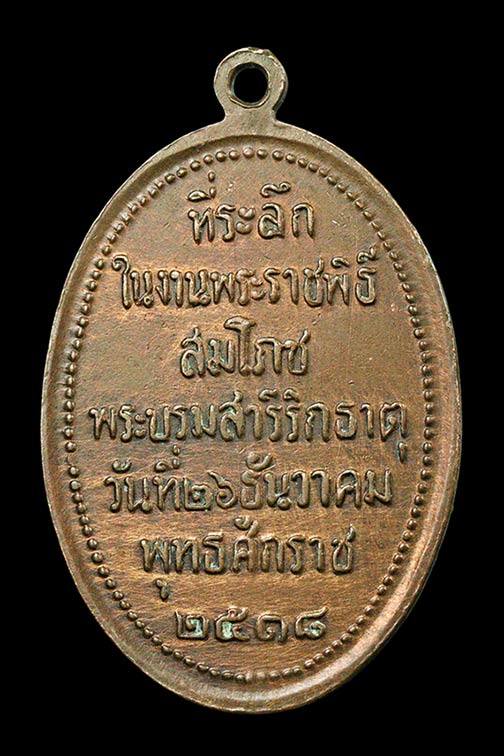 ที่ระลึก
ในงานพระราชพิธี
สมโภช
พระบรมสารีริกธาตุ
วันที่๒๖ธันวาคม
พุทธศักราช
๒๕๑๘